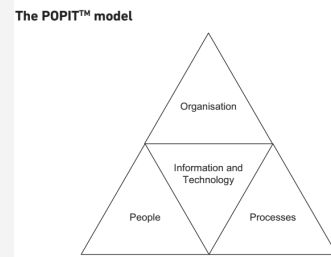 The POPIT™ model
Organisation
Information and
Technology
People
Processes